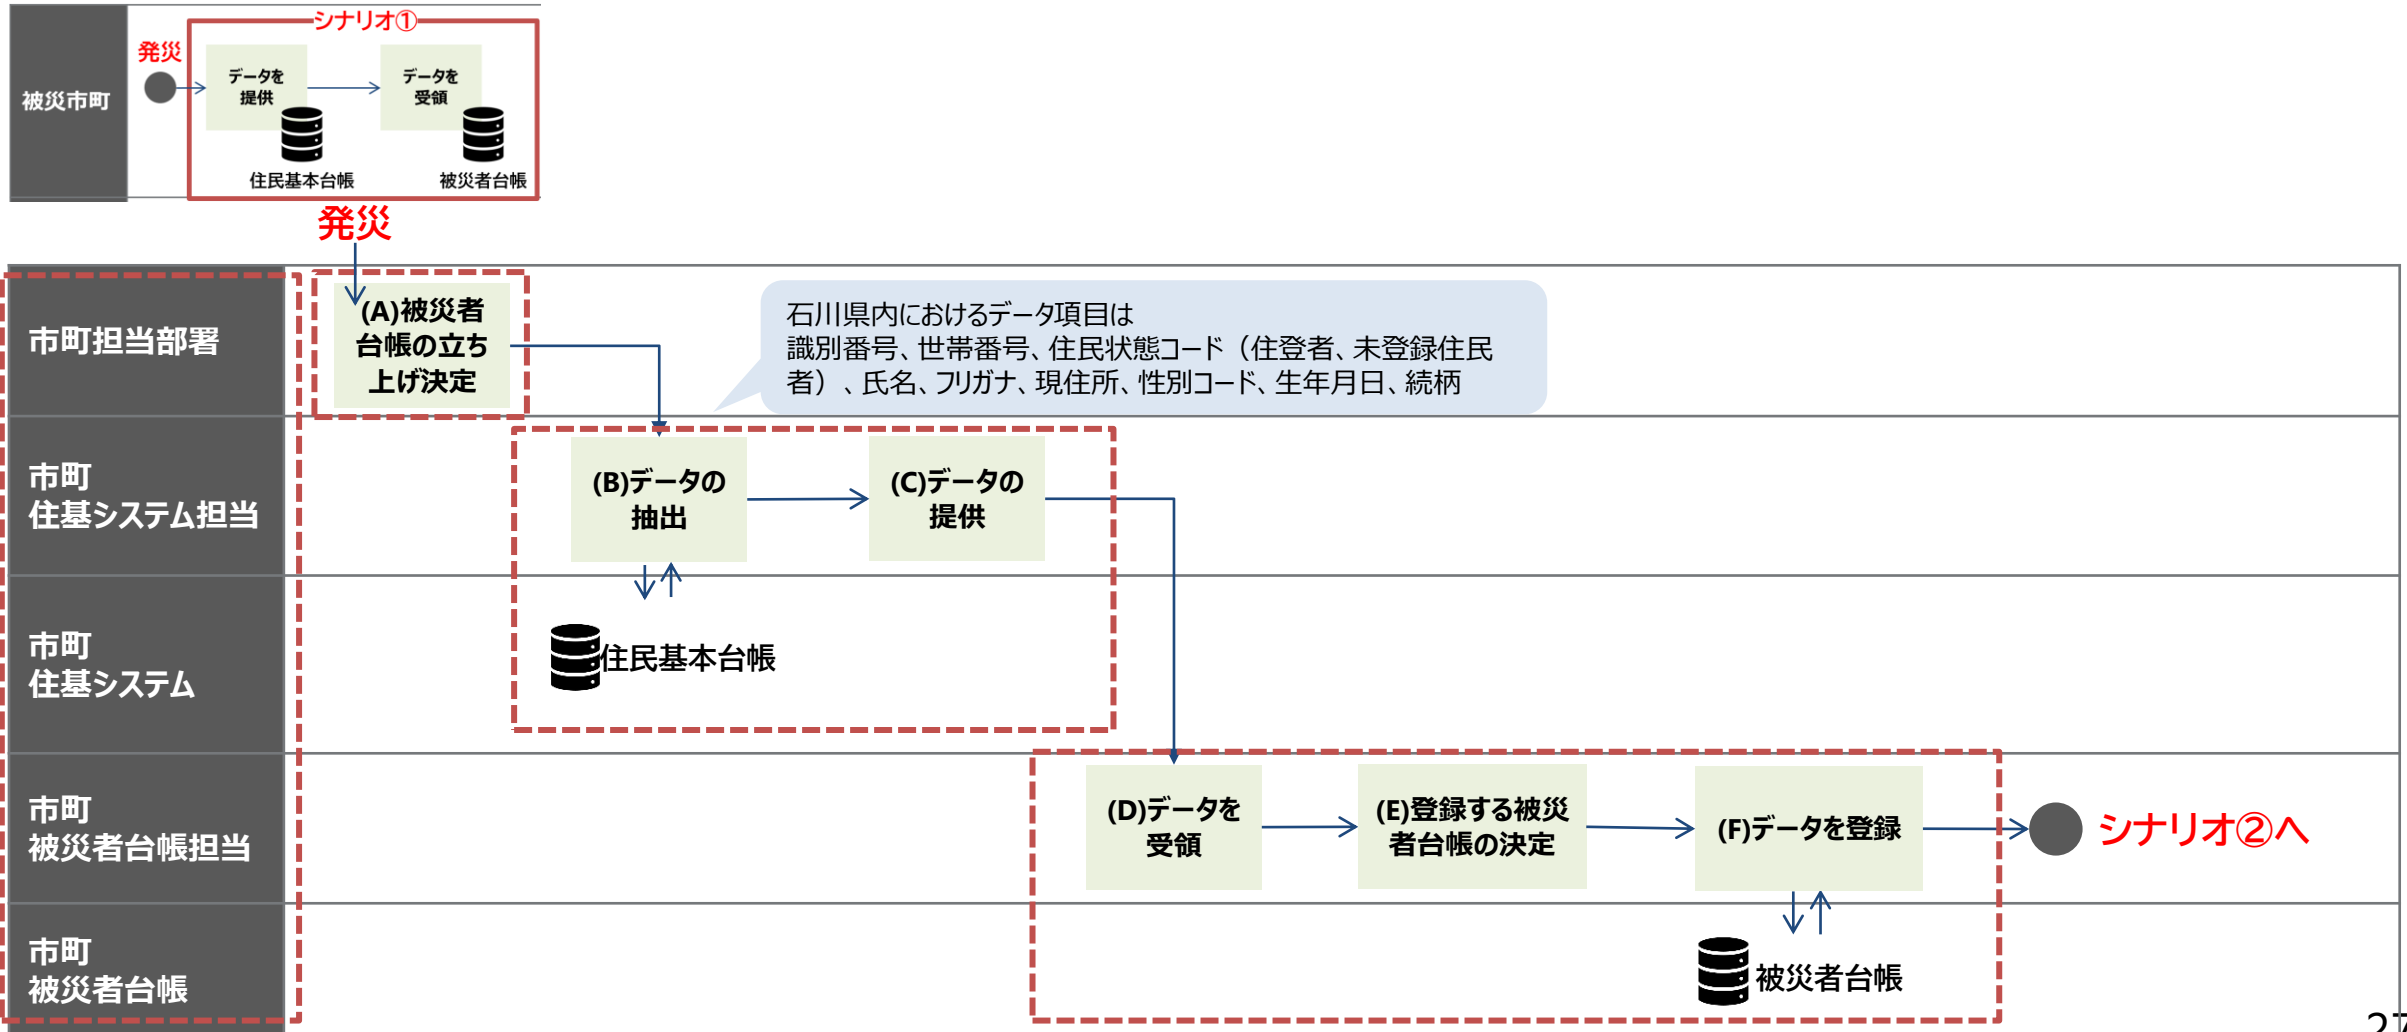 シナリオ①
発災
被災市町
データを
提供
データを
受領
住民基本台帳
被災者台帳
発災
市町担当部署
(A)被災者
台帳の立ち
上げ決定
石川県内におけるデータ項目は
識別番号、世帯番号、住民状態コード（住登者、未登録住民
者）、氏名、フリガナ、現住所、性別コード、生年月日、続柄
市町
住基システム担当
(B)データの
抽出
(C)データの
提供
市町
住基システム
住民基本台帳
市町
被災者台帳担当
(D)データを
受領
(E)登録する被災
者台帳の決定
(F)データを登録
シナリオ②へ
市町
被災者台帳
被災者台帳